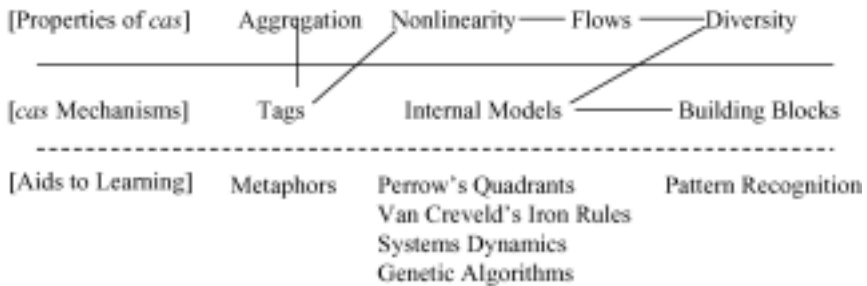 [Properties of cas] Aggregation Nonlinearity Flows Diversity
[cas Mechanisms] Tags Internal Models Building Blocks
[Aids to Learning] Metaphors Perrow's Quadrants Pattern Recognition
Van Creveld's Iron Rules
Systems Dynamics
Genetic Algorithms